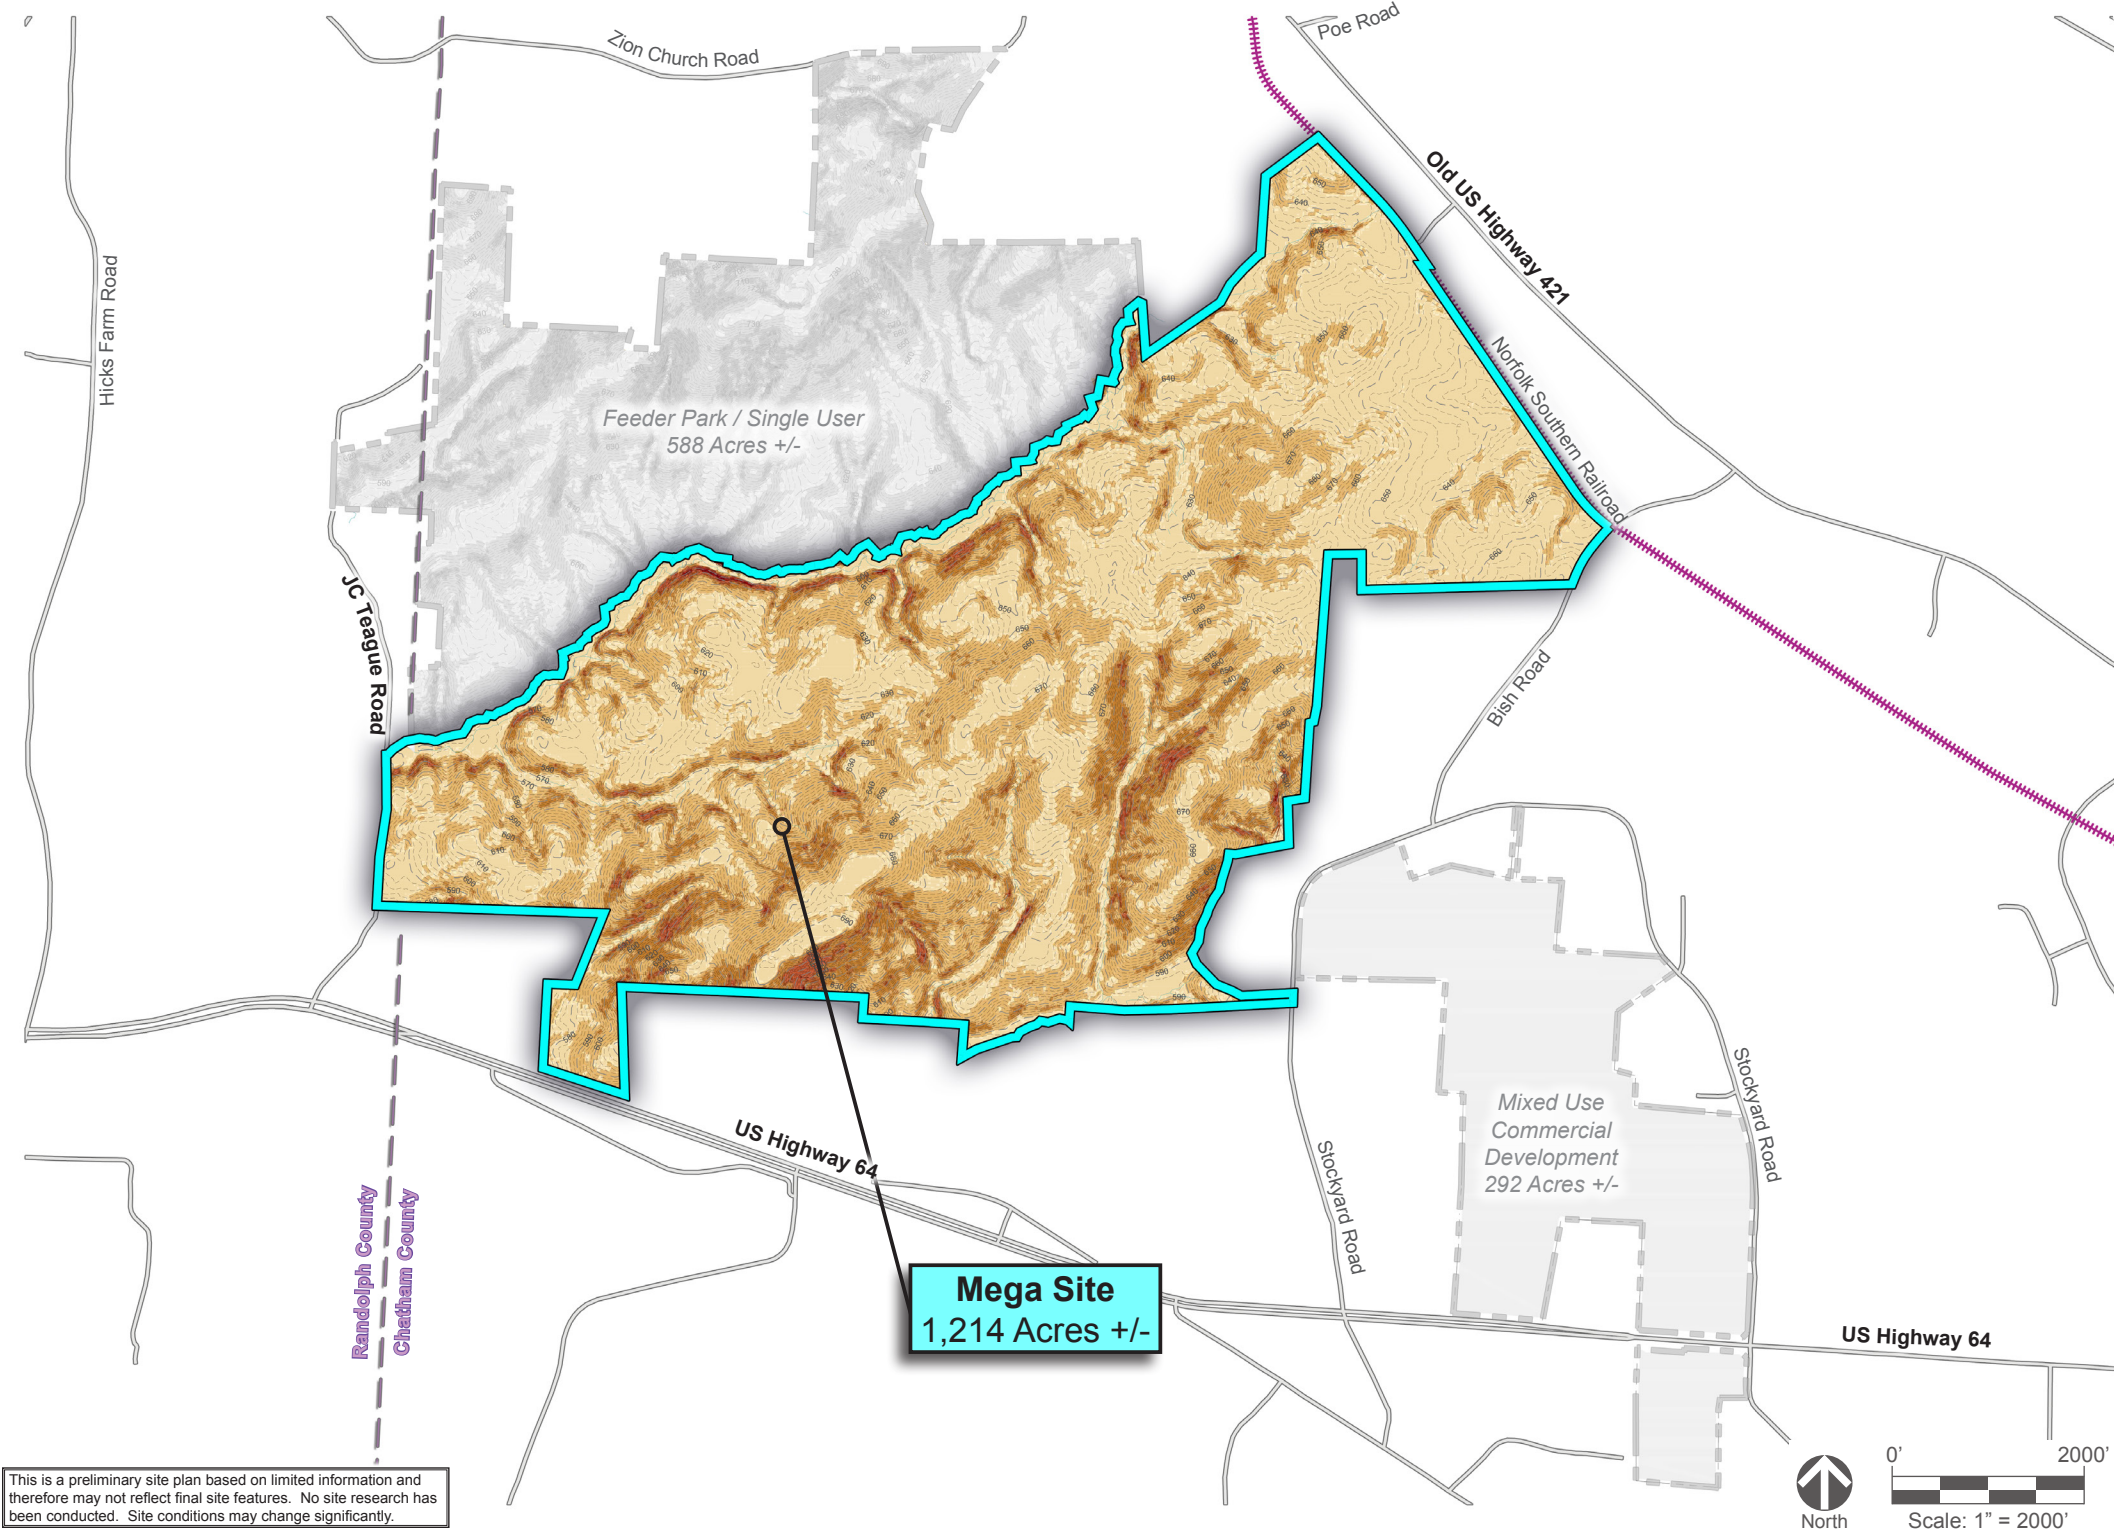 Poe Road
Zion Church Road
Old US Highway 421
Hicks Farm Road
Norfolk Southern Railroad
Feeder Park / Single User
588 Acres +/-
JC Teague Road
Bish Road
Mixed Use
Commercial
Development
292 Acres +/-
Stockyard Road
Stockyard Road
US Highway 64
Randolph County
Chatham County
Mega Site
1,214 Acres +/-
US Highway 64
This is a preliminary site plan based on limited information and
therefore may not reflect final site features. No site research has
been conducted. Site conditions may change significantly.
North
0' 2000'
Scale: 1” = 2000’